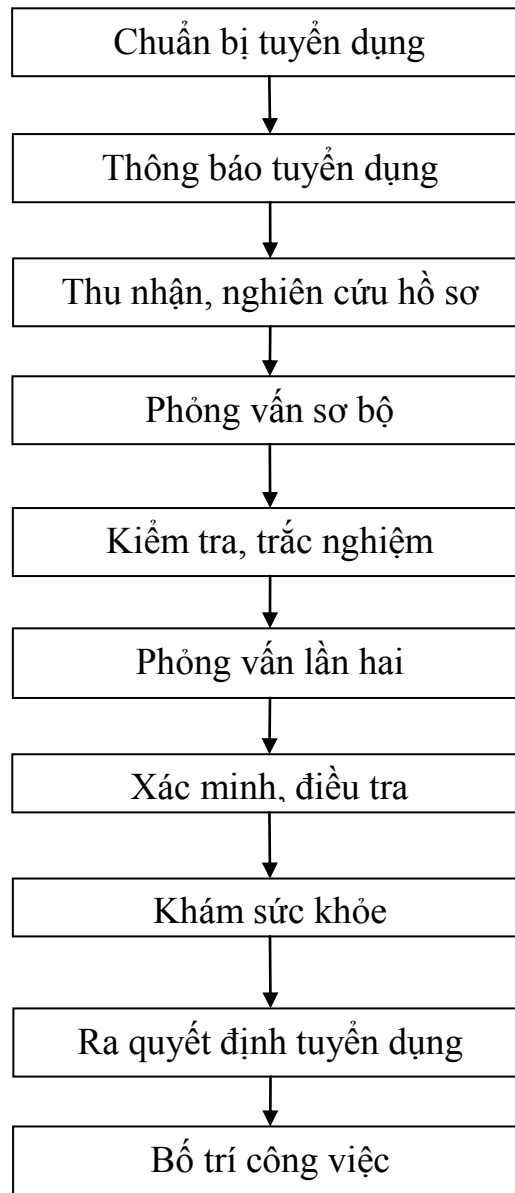 Chuẩn bị tuyển dụng
Thông báo tuyển dụng
Thu nhận, nghiên cứu hồ sơ
Phỏng vấn sơ bộ
Kiểm tra, trắc nghiệm
Phỏng vấn lần hai
Xác minh, điều tra
Khám sức khỏe
Ra quyết định tuyển dụng
Bố trí công việc